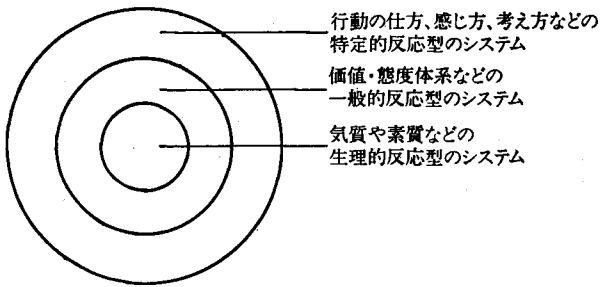 行動の仕方、感じ方、考え方などの
特定的反応型のシステム
価値・態度体系などの
一般的反応型のシステム
気質や素質などの
生理的反応型のシステム